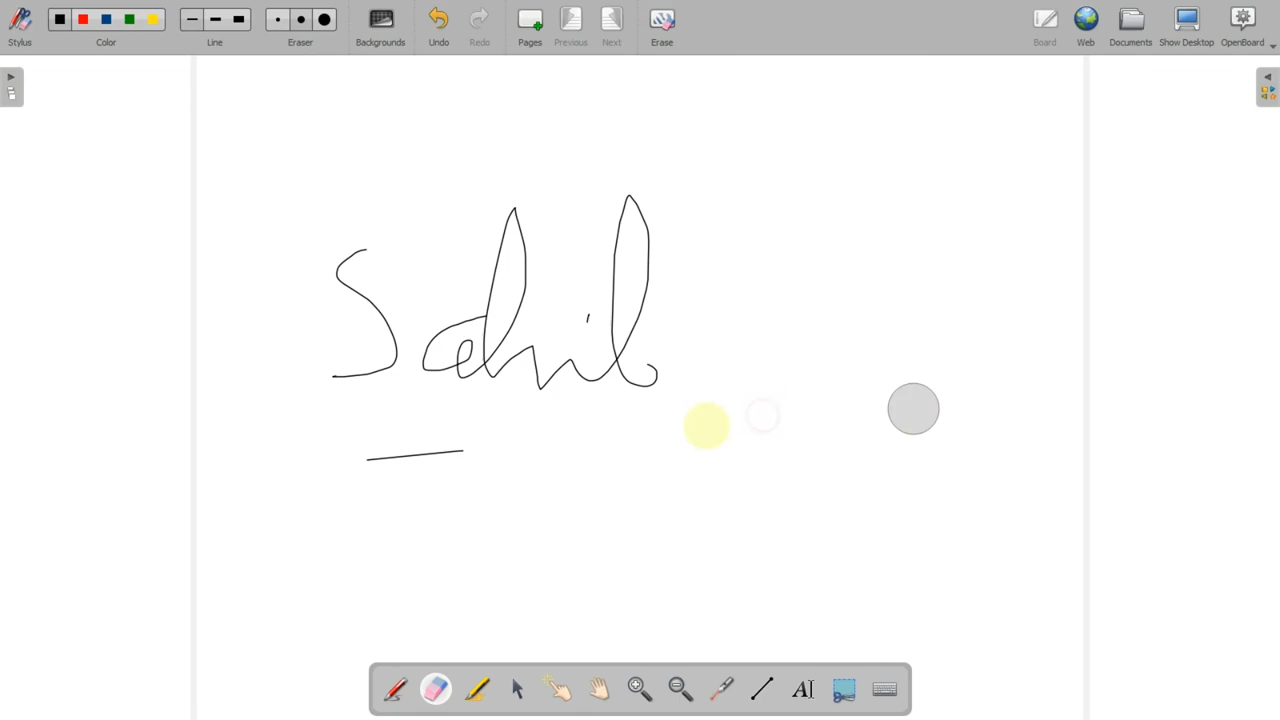 Stylus
Color
Line
Eraser
Backgrounds
Undo
Redo
Pages
Previous
Next
Erase
Board
Web
Documents
Show Desktop
OpenBoard
Sahil
A